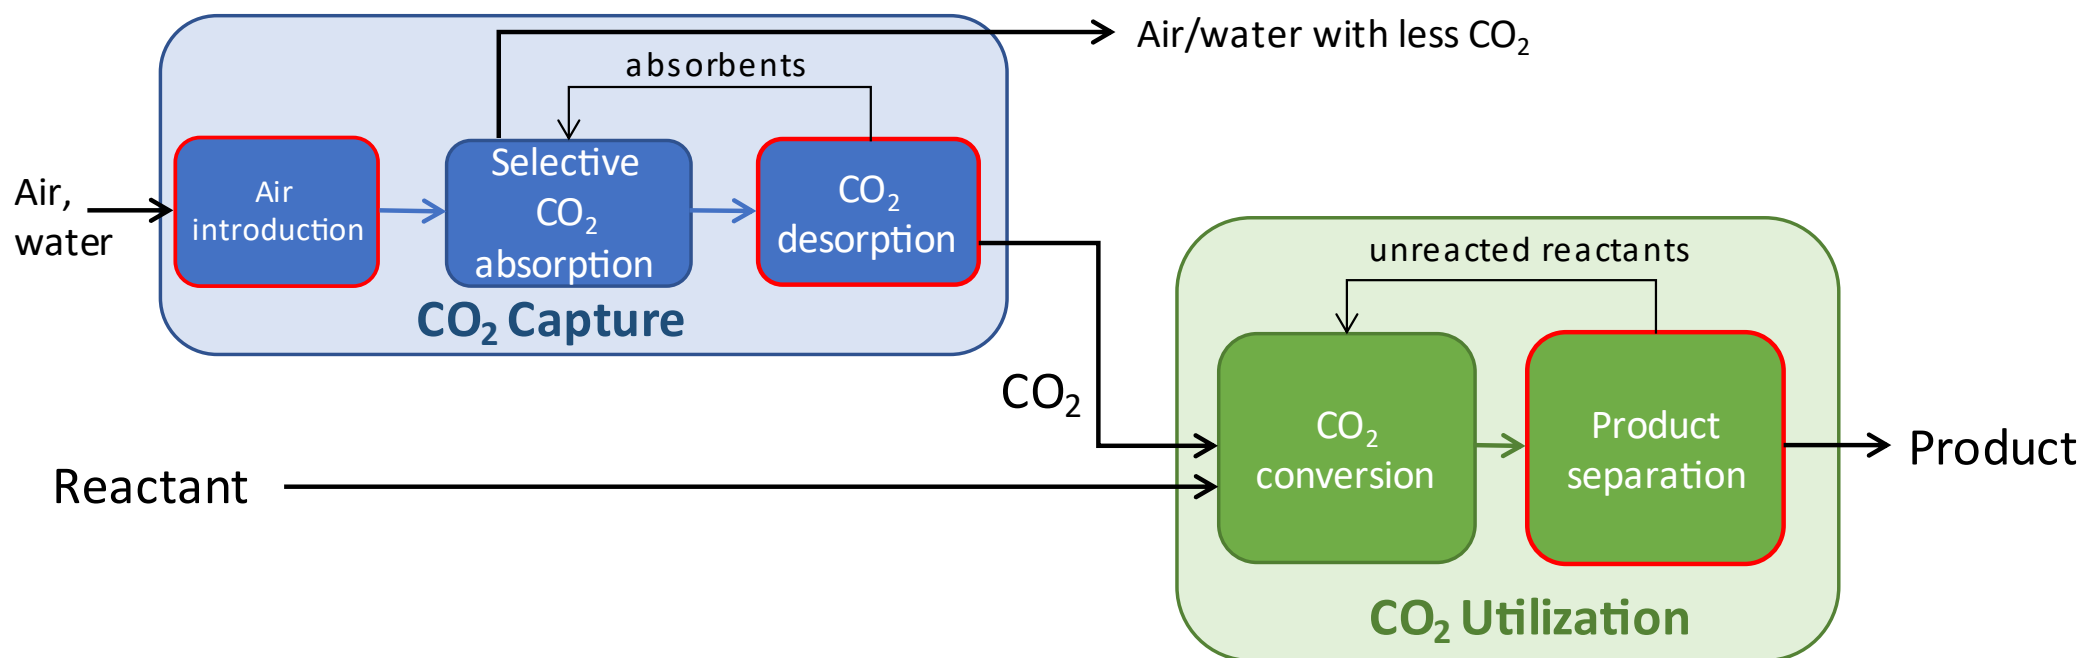 Air/water with less CO₂
absorbents
Air,
water
Air
introduction
Selective
CO₂
absorption
CO₂
desorption
CO₂ Capture
CO₂
Reactant
unreacted reactants
CO₂
conversion
Product
separation
Product
CO₂ Utilization